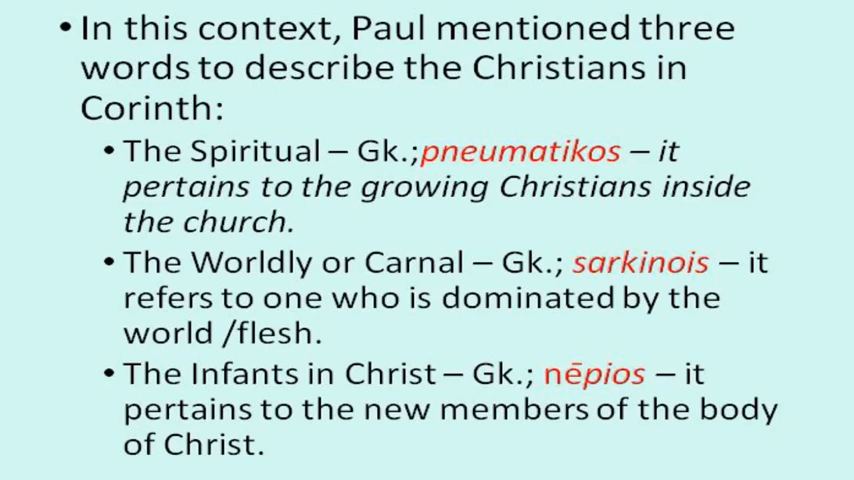 • In this context, Paul mentioned three
words to describe the Christians in
Corinth:
• The Spiritual – Gk.;pneumatikos – it
pertains to the growing Christians inside
the church.
• The Worldly or Carnal – Gk.; sarkinois – it
refers to one who is dominated by the
world /flesh.
• The Infants in Christ – Gk.; nēpios – it
pertains to the new members of the body
of Christ.